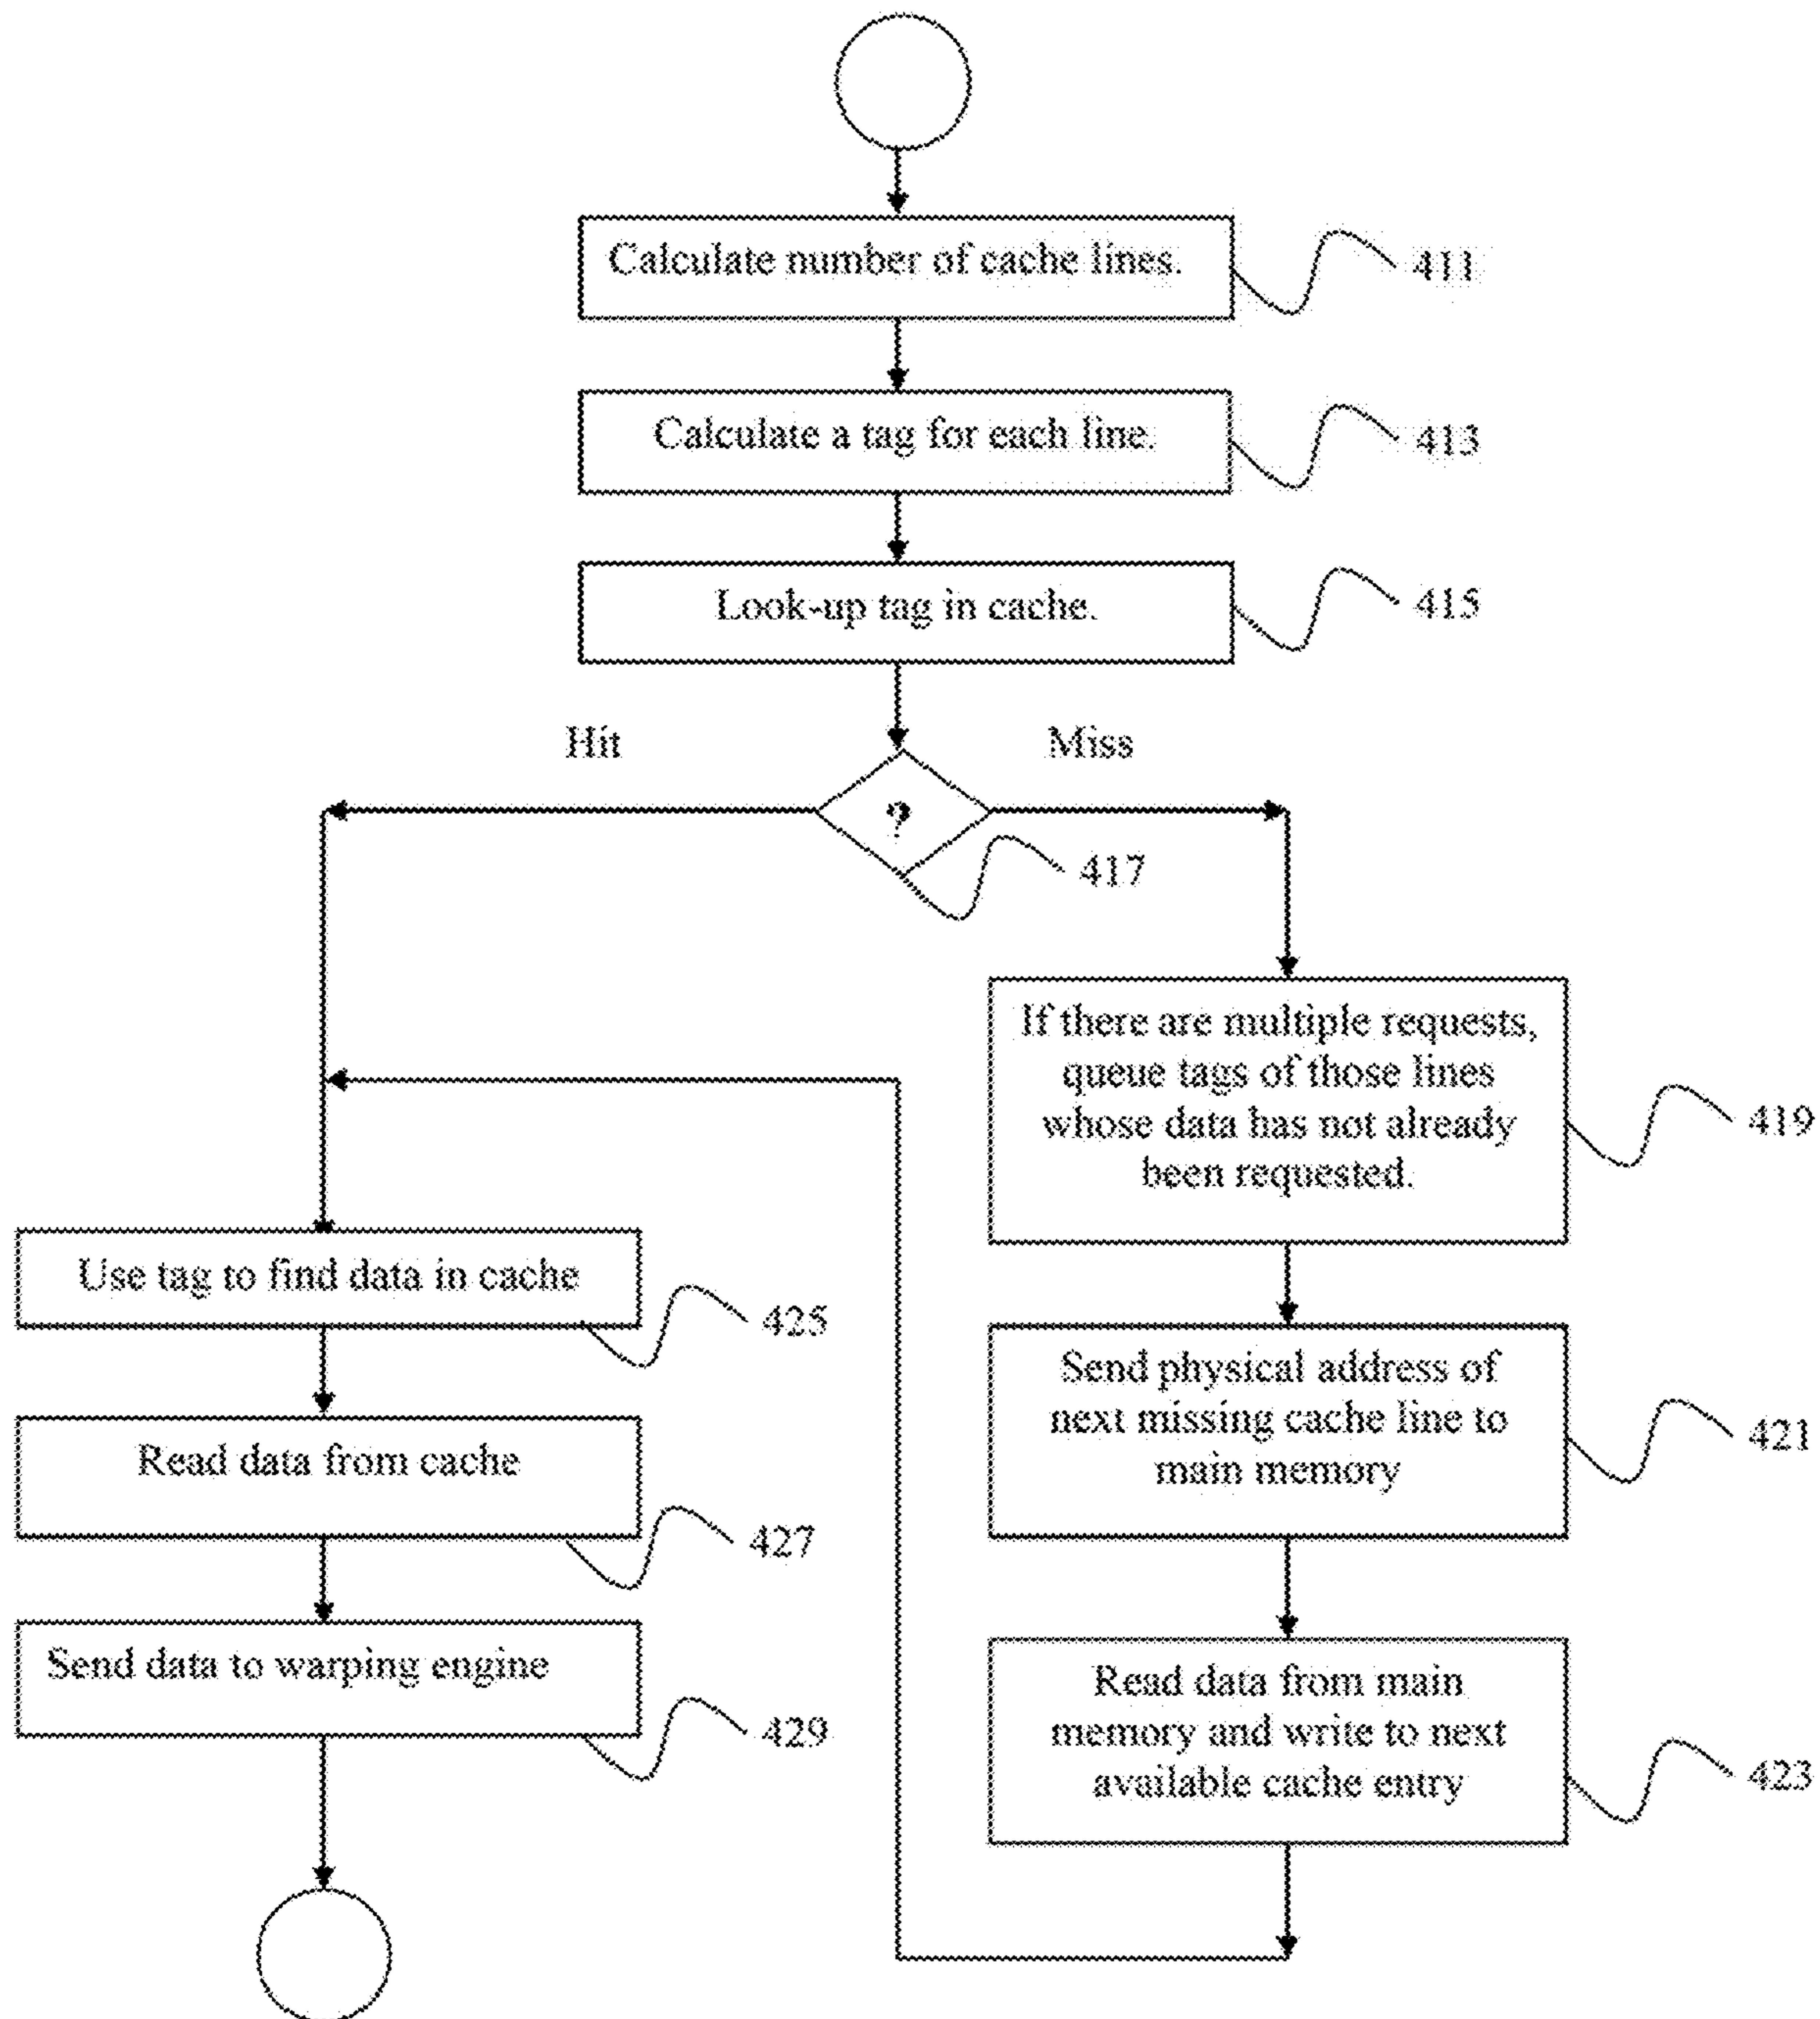 Calculate number of cache lines.
411
Calculate a tag for each line.
413
Look-up tag in cache.
415
Hit
Miss
?
417
If there are multiple requests,
queue tags of those lines
whose data has not already
been requested.
419
Use tag to find data in cache
425
Send physical address of
next missing cache line to
main memory
421
Read data from cache
427
Send data to warping engine
429
Read data from main
memory and write to next
available cache entry
423